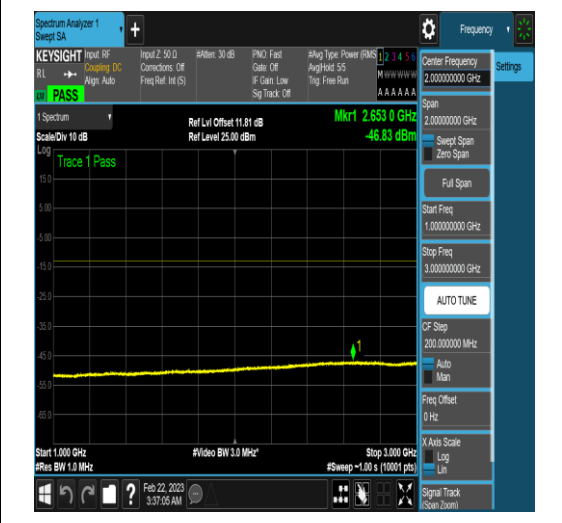 Spectrum Analyzer 1
Swept SA
Frequency
KEYSIGHT
RL
PASS
Input: RF
Coupling: DC
Align: Auto
Input Z: 50 Ω
Corrections: Off
Freq Ref: Int (S)
#Atten: 30 dB
PNO: Fast
Gate: Off
IF Gain: Low
Sig Track: Off
#Avg Type: Power (RMS
Avg|Hold: 5/5
Trig: Free Run
1 2 3 4 5 6
M W W W W W
A A A A A A
1 Spectrum
Scale/Div 10 dB
Log
Ref Lvl Offset 11.81 dB
Ref Level 25.00 dBm
Mkr1 2.653 0 GHz
-46.83 dBm
Trace 1 Pass
15.0
5.00
-5.00
-15.0
-25.0
-35.0
-45.0
-55.0
-65.0
1
Start 1.000 GHz
#Res BW 1.0 MHz
#Video BW 3.0 MHz*
Stop 3.000 GHz
#Sweep ~1.00 s (10001 pts)
Feb 22, 2023
3:37:05 AM
Center Frequency
2.000000000 GHz
Span
2.00000000 GHz
Swept Span
Zero Span
Full Span
Start Freq
1.000000000 GHz
Stop Freq
3.000000000 GHz
AUTO TUNE
CF Step
200.000000 MHz
Auto
Man
Freq Offset
0 Hz
X Axis Scale
Log
Lin
Signal Track
(Span Zoom)
Settings